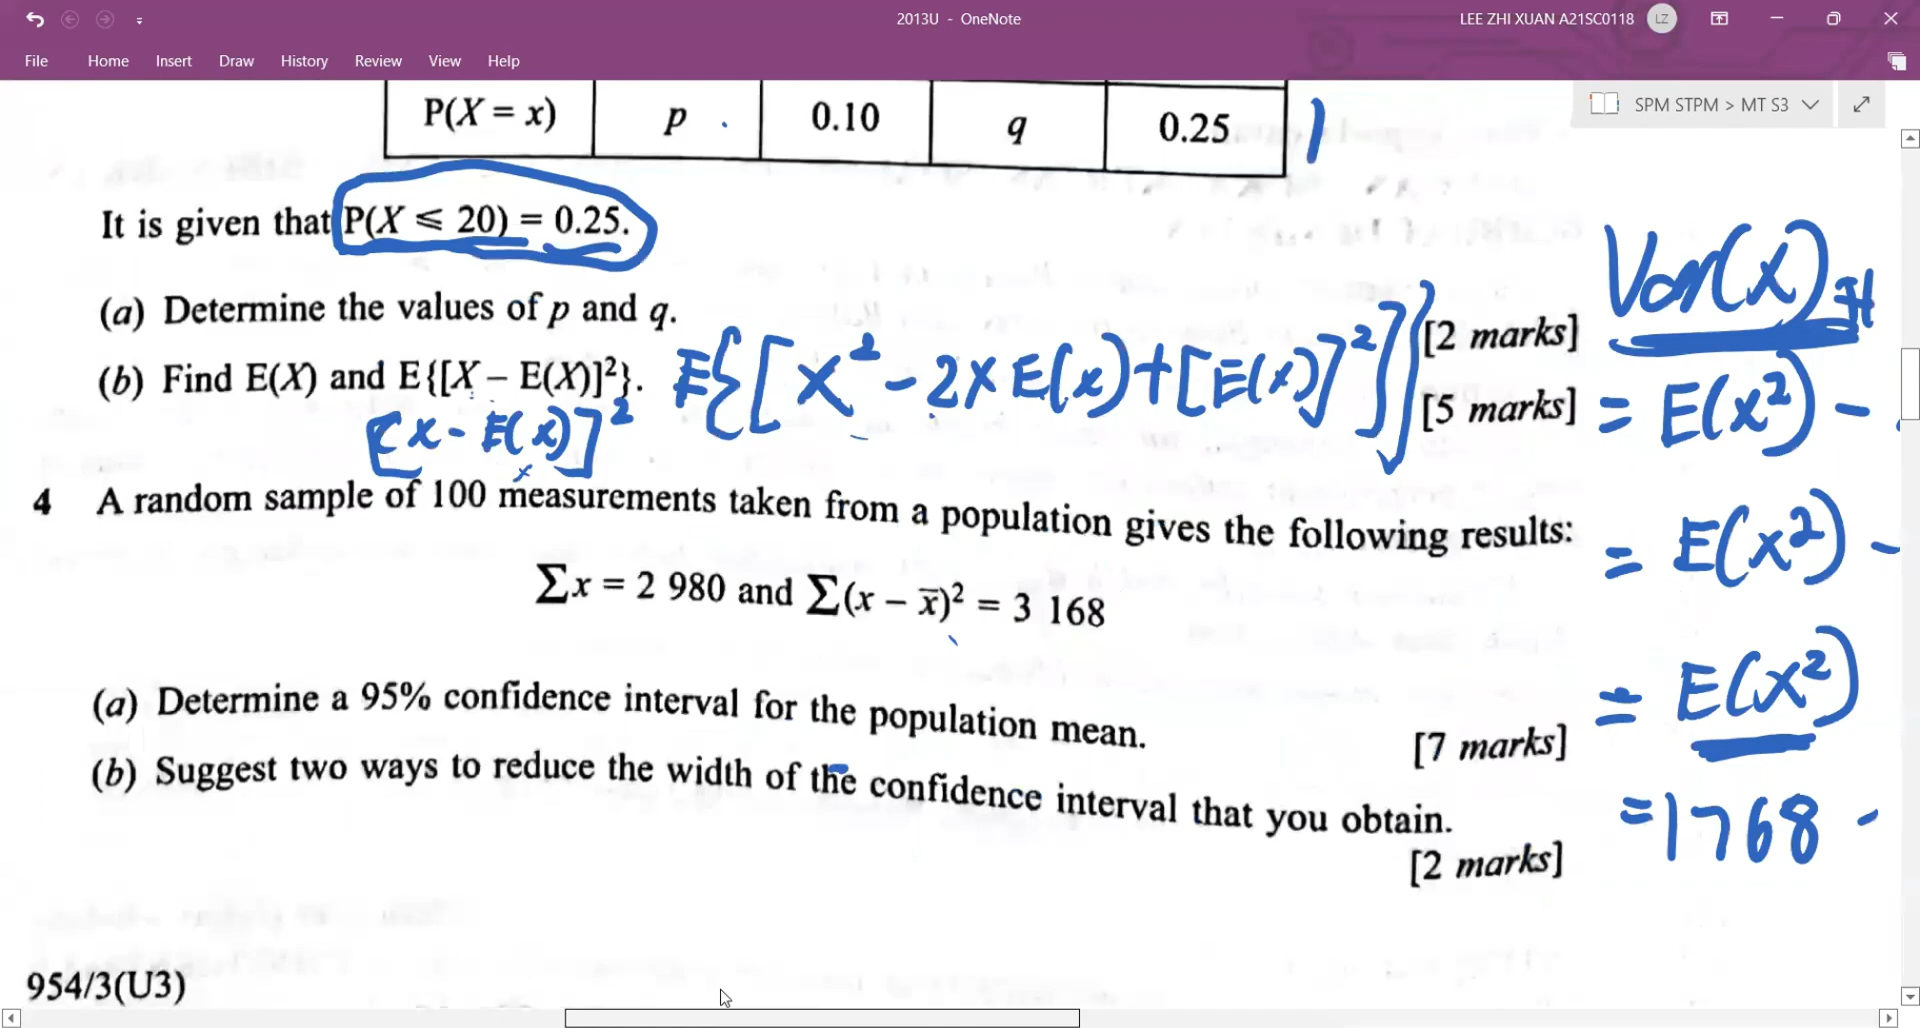 2013U - OneNote
LEE ZHI XUAN A21SC0118
LZ
File Home Insert Draw History Review View Help
SPM STPM > MT S3
P(X = x) p 0.10 q 0.25
It is given that P(X ⩽ 20) = 0.25.
Var(X)
(a) Determine the values of p and q.
[2 marks]
(b) Find E(X) and E{[X – E(X)]²}.
E{[X² - 2XE(X) + [E(X)]²]}
[5 marks]
= E(X²) -
[X - E(X)]²
4 A random sample of 100 measurements taken from a population gives the following results:
= E(X²) -
∑x = 2 980 and ∑(x – x̅)² = 3 168
= E(X²)
(a) Determine a 95% confidence interval for the population mean.
[7 marks]
(b) Suggest two ways to reduce the width of the confidence interval that you obtain.
[2 marks]
= 1768 -
954/3(U3)